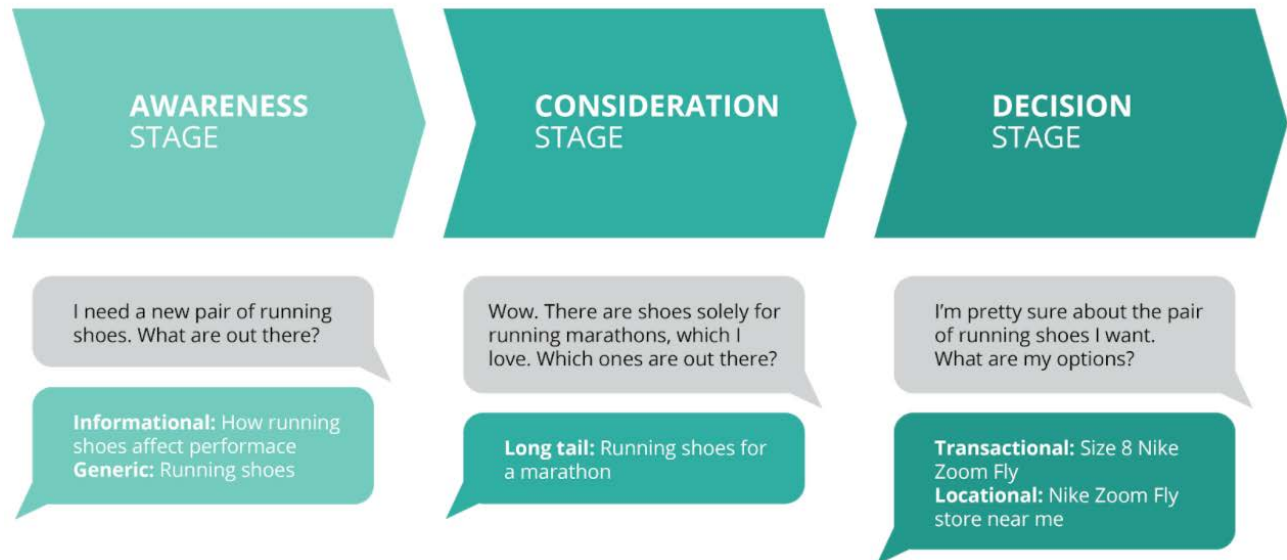 AWARENESS
STAGE
CONSIDERATION
STAGE
DECISION
STAGE
I need a new pair of running
shoes. What are out there?
Wow. There are shoes solely for
running marathons, which I
love. Which ones are out there?
I'm pretty sure about the pair
of running shoes I want.
What are my options?
Informational: How running
shoes affect performace
Generic: Running shoes
Long tail: Running shoes for
a marathon
Transactional: Size 8 Nike
Zoom Fly
Locational: Nike Zoom Fly
store near me